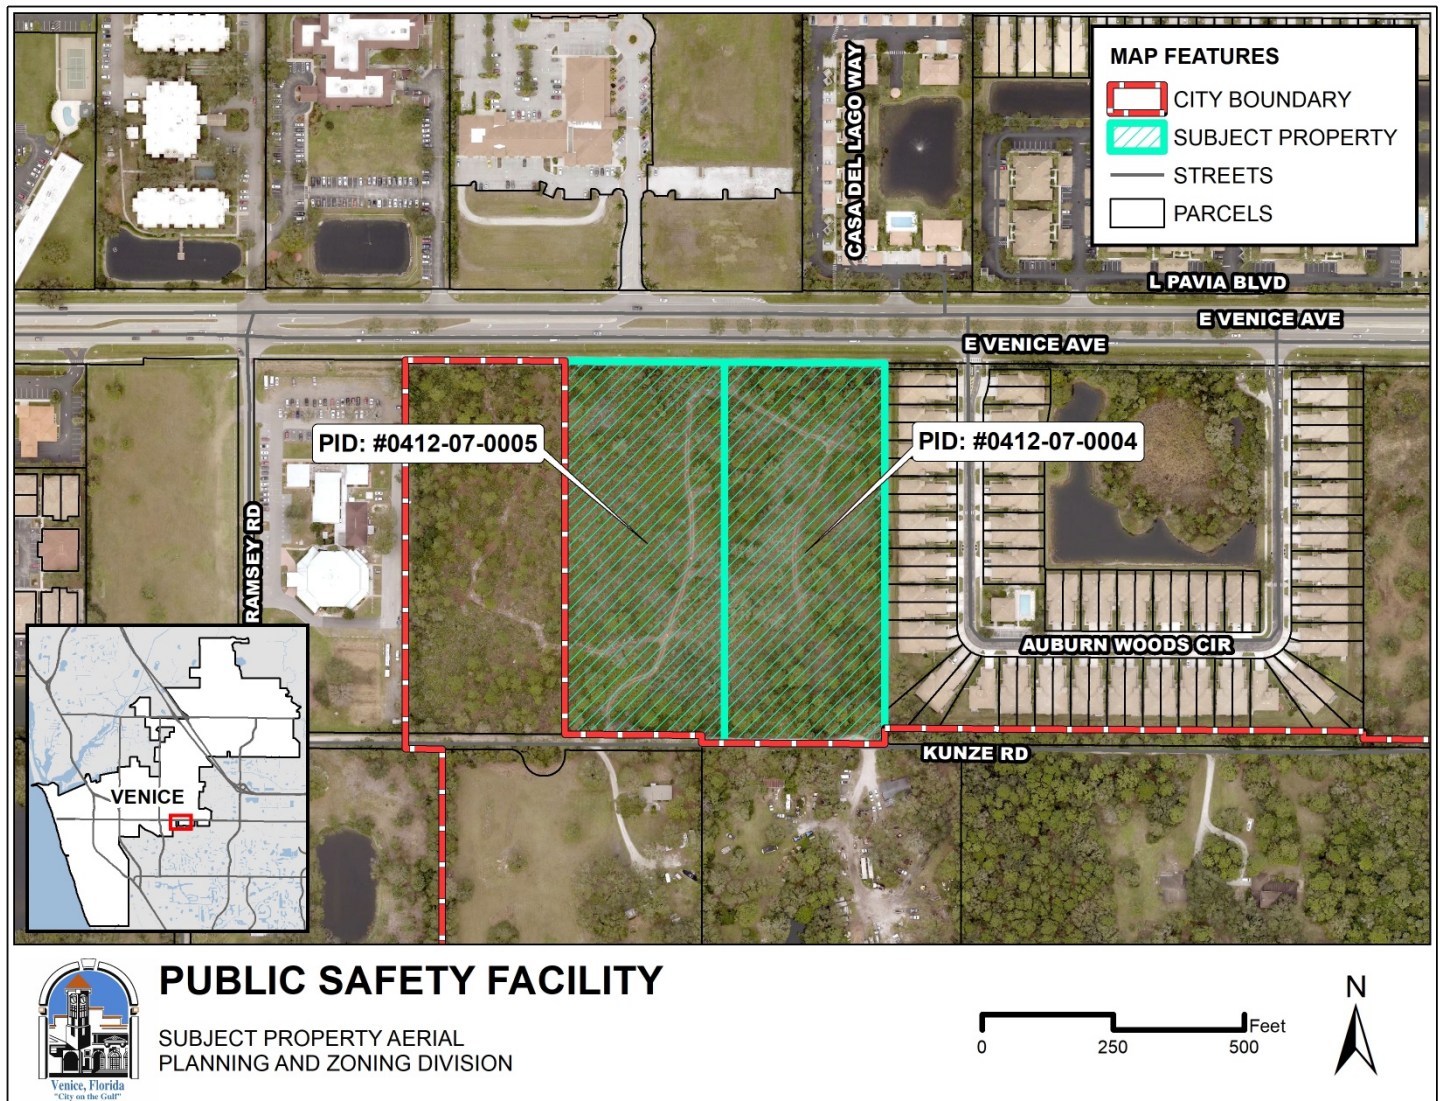 MAP FEATURES
CITY BOUNDARY
SUBJECT PROPERTY
STREETS
PARCELS
CASA DEL LAGO WAY
L PAVIA BLVD
E VENICE AVE
E VENICE AVE
PID: #0412-07-0005
PID: #0412-07-0004
RAMSEY RD
AUBURN WOODS CIR
KUNZE RD
VENICE
PUBLIC SAFETY FACILITY
SUBJECT PROPERTY AERIAL
PLANNING AND ZONING DIVISION
Venice, Florida
"City on the Gulf"
N
Feet
0 250 500